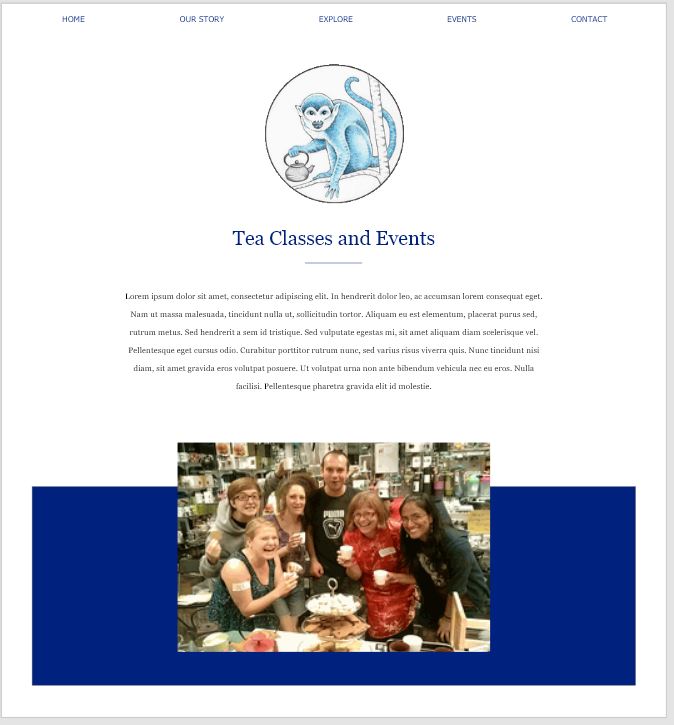 HOME OUR STORY EXPLORE EVENTS CONTACT
Tea Classes and Events
Lorem ipsum dolor sit amet, consectetur adipiscing elit. In hendrerit dolor leo, ac accumsan lorem consequat eget.
Nam ut massa malesuada, tincidunt nulla ut, sollicitudin tortor. Aliquam eu est elementum, placerat purus sed,
rutrum metus. Sed hendrerit a sem id tristique. Sed vulputate egestas mi, sit amet aliquam diam scelerisque vel.
Pellentesque eget cursus odio. Curabitur porttitor rutrum nunc, sed varius risus viverra quis. Nunc tincidunt nisi
diam, sit amet gravida eros volutpat posuere. Ut volutpat urna non ante bibendum vehicula nec eu eros. Nulla
facilisi. Pellentesque pharetra gravida elit id molestie.
PUMA